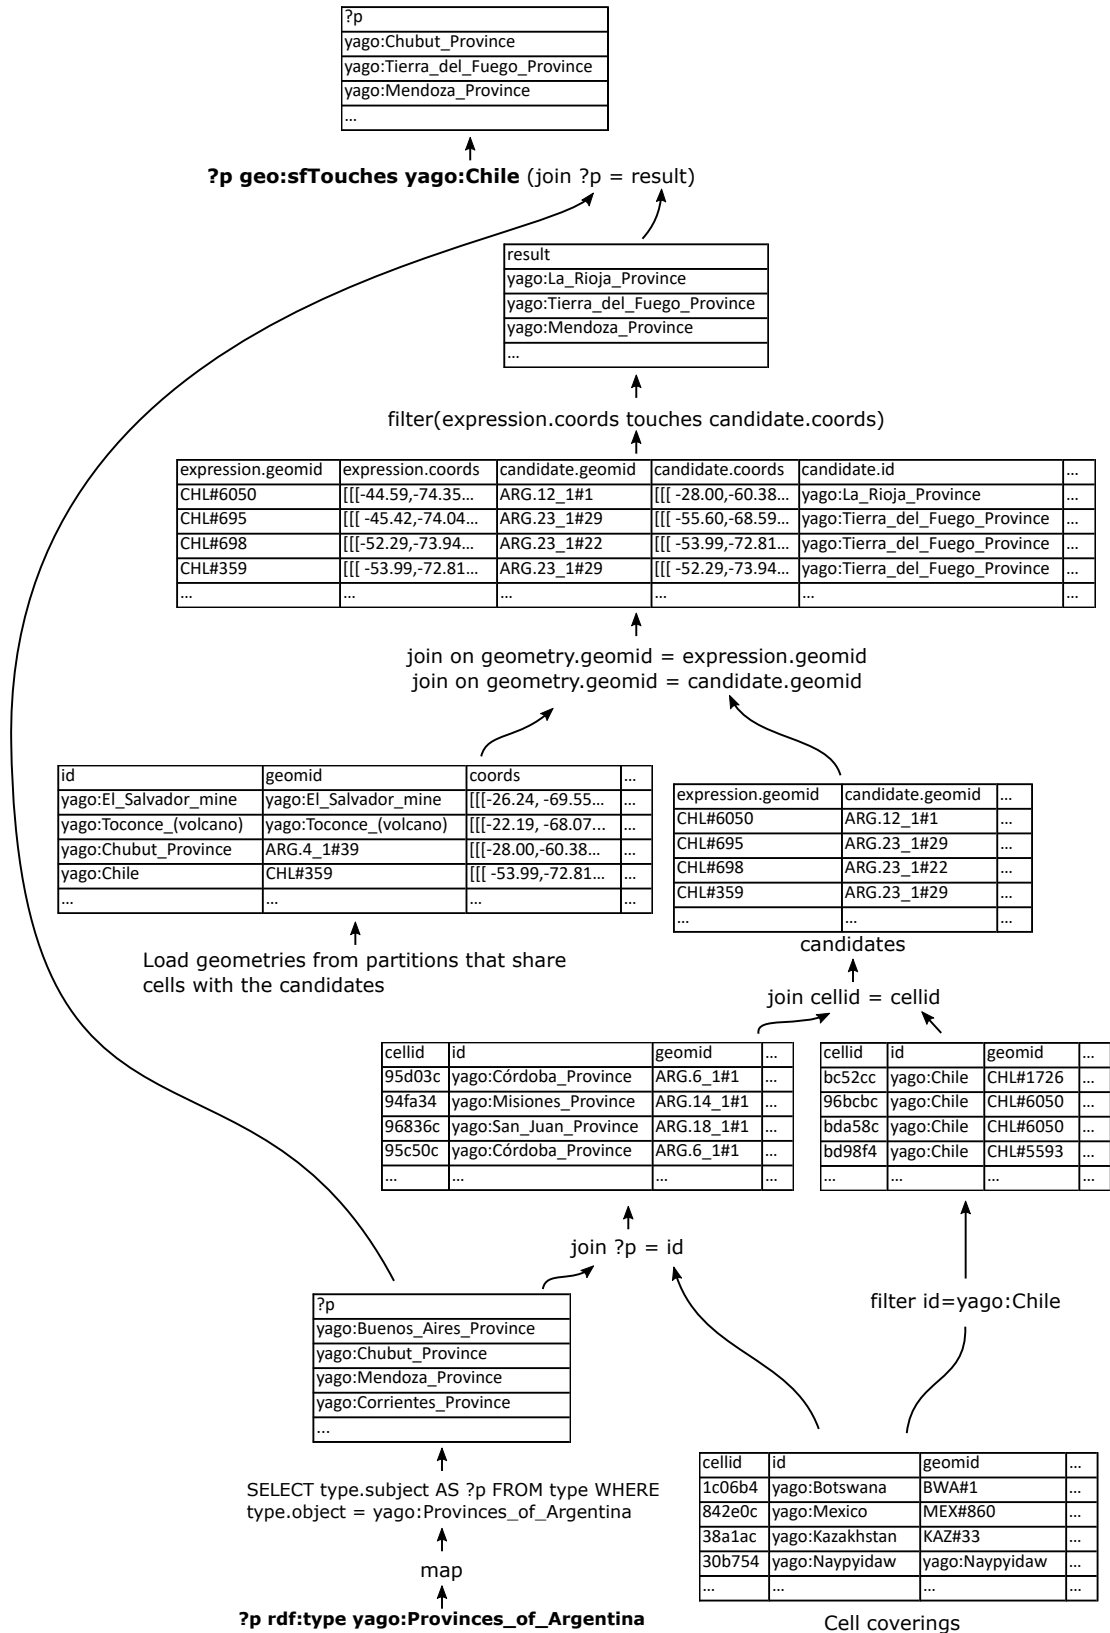 ?p
yago:Chubut_Province
yago:Tierra_del_Fuego_Province
yago:Mendoza_Province
...
?p geo:sfTouches yago:Chile (join ?p = result)
result
yago:La_Rioja_Province
yago:Tierra_del_Fuego_Province
yago:Mendoza_Province
...
filter(expression.coords touches candidate.coords)
expression.geomid expression.coords candidate.geomid candidate.coords candidate.id ...
CHL#6050 [[[-44.59,-74.35... ARG.12_1#1 [[[ -28.00,-60.38... yago:La_Rioja_Province ...
CHL#695 [[[ -45.42,-74.04... ARG.23_1#29 [[[ -55.60,-68.59... yago:Tierra_del_Fuego_Province ...
CHL#698 [[[-52.29,-73.94... ARG.23_1#22 [[[ -53.99,-72.81... yago:Tierra_del_Fuego_Province ...
CHL#359 [[[ -53.99,-72.81... ARG.23_1#29 [[[ -52.29,-73.94... yago:Tierra_del_Fuego_Province ...
... ... ... ... ... ...
join on geometry.geomid = expression.geomid
join on geometry.geomid = candidate.geomid
id geomid coords ...
yago:El_Salvador_mine yago:El_Salvador_mine [[[-26.24, -69.55... ...
yago:Toconce_(volcano) yago:Toconce_(volcano) [[[-22.19, -68.07... ...
yago:Chubut_Province ARG.4_1#39 [[[-28.00,-60.38... ...
yago:Chile CHL#359 [[[ -53.99,-72.81... ...
... ... ... ...
expression.geomid candidate.geomid ...
CHL#6050 ARG.12_1#1 ...
CHL#695 ARG.23_1#29 ...
CHL#698 ARG.23_1#22 ...
CHL#359 ARG.23_1#29 ...
... ... ...
candidates
Load geometries from partitions that share
cells with the candidates
join cellid = cellid
cellid id geomid ...
95d03c yago:Córdoba_Province ARG.6_1#1 ...
94fa34 yago:Misiones_Province ARG.14_1#1 ...
96836c yago:San_Juan_Province ARG.18_1#1 ...
95c50c yago:Córdoba_Province ARG.6_1#1 ...
... ... ... ...
cellid id geomid ...
bc52cc yago:Chile CHL#1726 ...
96bcbc yago:Chile CHL#6050 ...
bda58c yago:Chile CHL#6050 ...
bd98f4 yago:Chile CHL#5593 ...
... ... ... ...
join ?p = id
filter id=yago:Chile
?p
yago:Buenos_Aires_Province
yago:Chubut_Province
yago:Mendoza_Province
yago:Corrientes_Province
...
SELECT type.subject AS ?p FROM type WHERE
type.object = yago:Provinces_of_Argentina
map
?p rdf:type yago:Provinces_of_Argentina
cellid id geomid ...
1c06b4 yago:Botswana BWA#1 ...
842e0c yago:Mexico MEX#860 ...
38a1ac yago:Kazakhstan KAZ#33 ...
30b754 yago:Naypyidaw yago:Naypyidaw ...
... ... ... ...
Cell coverings